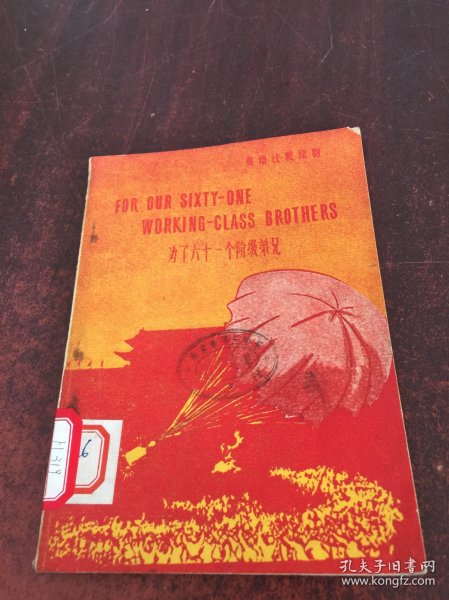 英语注释读物
FOR OUR SIXTY-ONE
WORKING-CLASS BROTHERS
为了六十一个阶级弟兄
H319
孔夫子旧书网
www.kongfz.com